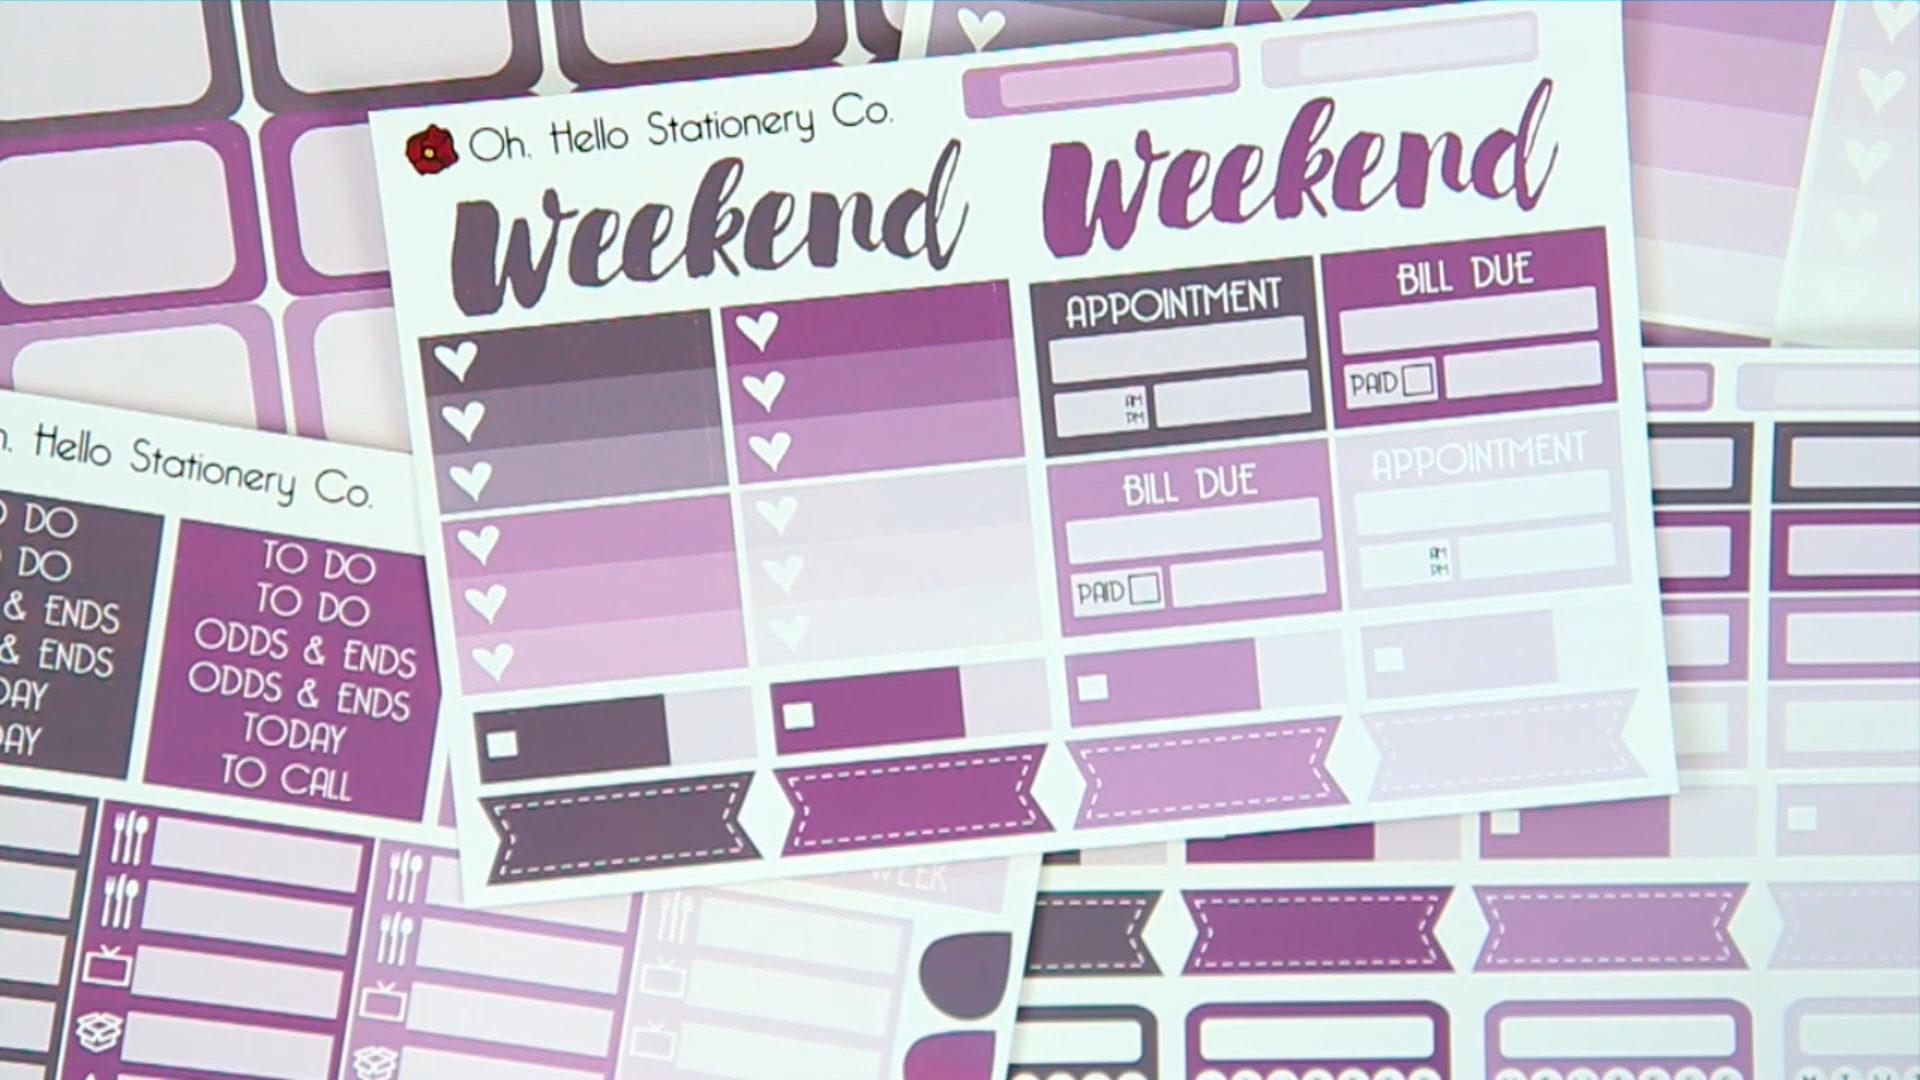 Oh. Hello Stationery Co.
Weekend
Weekend
APPOINTMENT
AM
PM
BILL DUE
PAID
BILL DUE
PAID
APPOINTMENT
AM
PM
Hello Stationery Co.
DO
DO
& ENDS
& ENDS
TO DO
TO DO
ODDS & ENDS
ODDS & ENDS
TODAY
TO CALL
WEEK